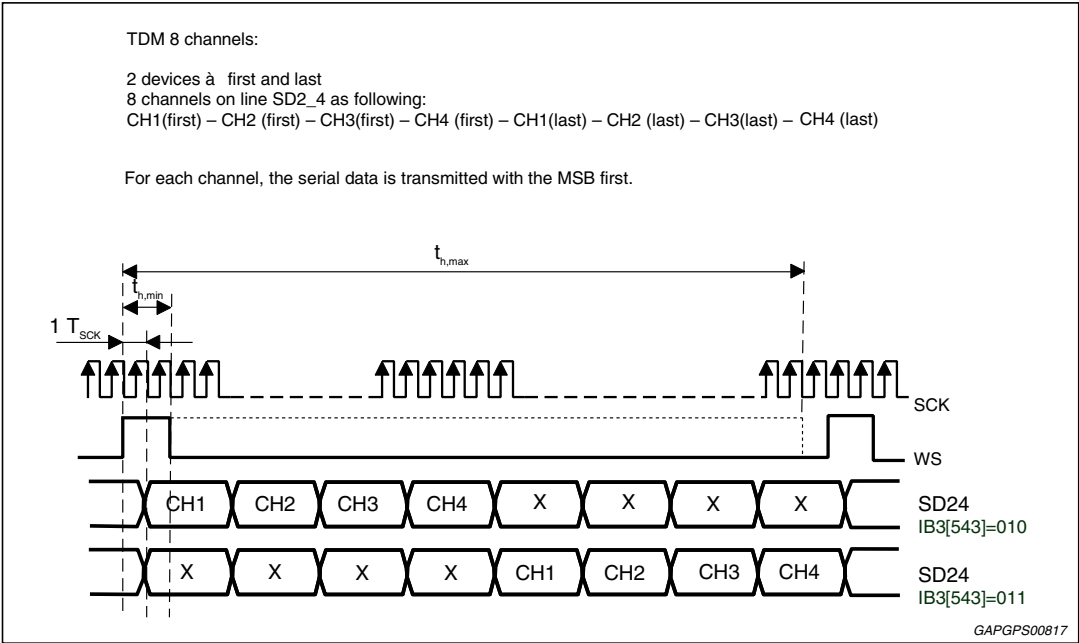 TDM 8 channels:
2 devices à first and last
8 channels on line SD2_4 as following:
CH1(first) – CH2 (first) – CH3(first) – CH4 (first) – CH1(last) – CH2 (last) – CH3(last) – CH4 (last)
For each channel, the serial data is transmitted with the MSB first.
th,max
th,min
1 TSCK
SCK
WS
CH1 CH2 CH3 CH4 X X X X SD24
IB3[543]=010
X X X X CH1 CH2 CH3 CH4 SD24
IB3[543]=011
GAPGPS00817